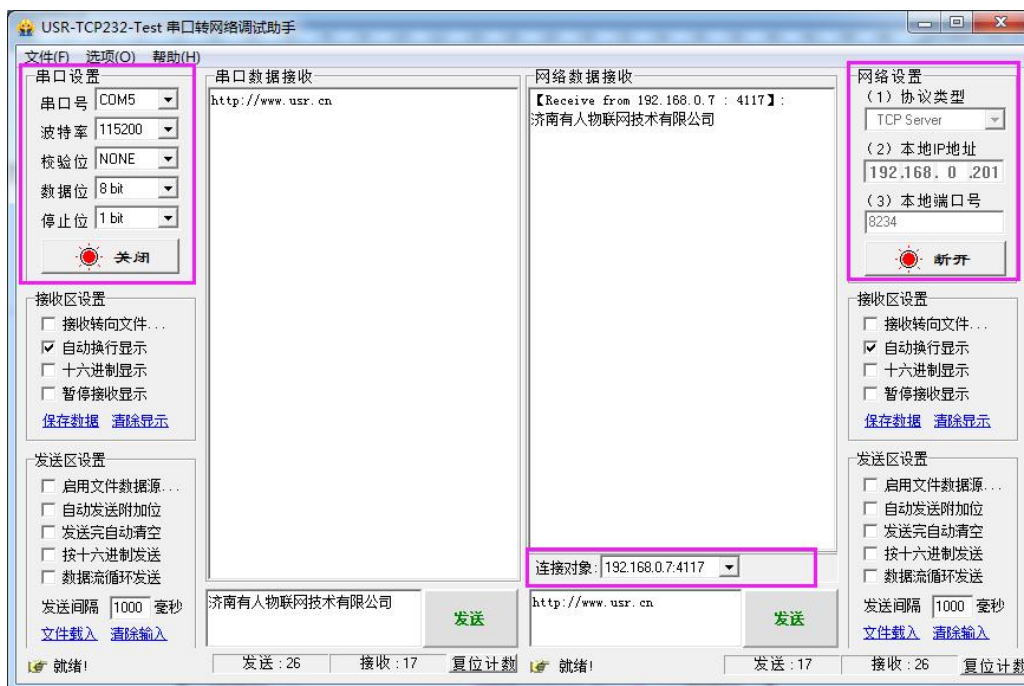 USR-TCP232-Test 串口转网络调试助手
文件(F) 选项(O) 帮助(H)
串口设置
串口号 COM5
波特率 115200
校验位 NONE
数据位 8 bit
停止位 1 bit
关闭
接收区设置
接收转向文件...
自动换行显示
十六进制显示
暂停接收显示
保存数据 清除显示
发送区设置
启用文件数据源...
自动发送附加位
发送完自动清空
按十六进制发送
数据流循环发送
发送间隔 1000 毫秒
文件载入 清除输入
串口数据接收
http://www.usr.cn
济南有人物联网技术有限公司
发送
网络数据接收
【Receive from 192.168.0.7 : 4117】:
济南有人物联网技术有限公司
连接对象: 192.168.0.7:4117
http://www.usr.cn
发送
网络设置
(1) 协议类型
TCP Server
(2) 本地IP地址
192.168. 0 .201
(3) 本地端口号
8234
断开
接收区设置
接收转向文件...
自动换行显示
十六进制显示
暂停接收显示
保存数据 清除显示
发送区设置
启用文件数据源...
自动发送附加位
发送完自动清空
按十六进制发送
数据流循环发送
发送间隔 1000 毫秒
文件载入 清除输入
就绪! 发送:26 接收:17 复位计数 就绪! 发送:17 接收:26 复位计数